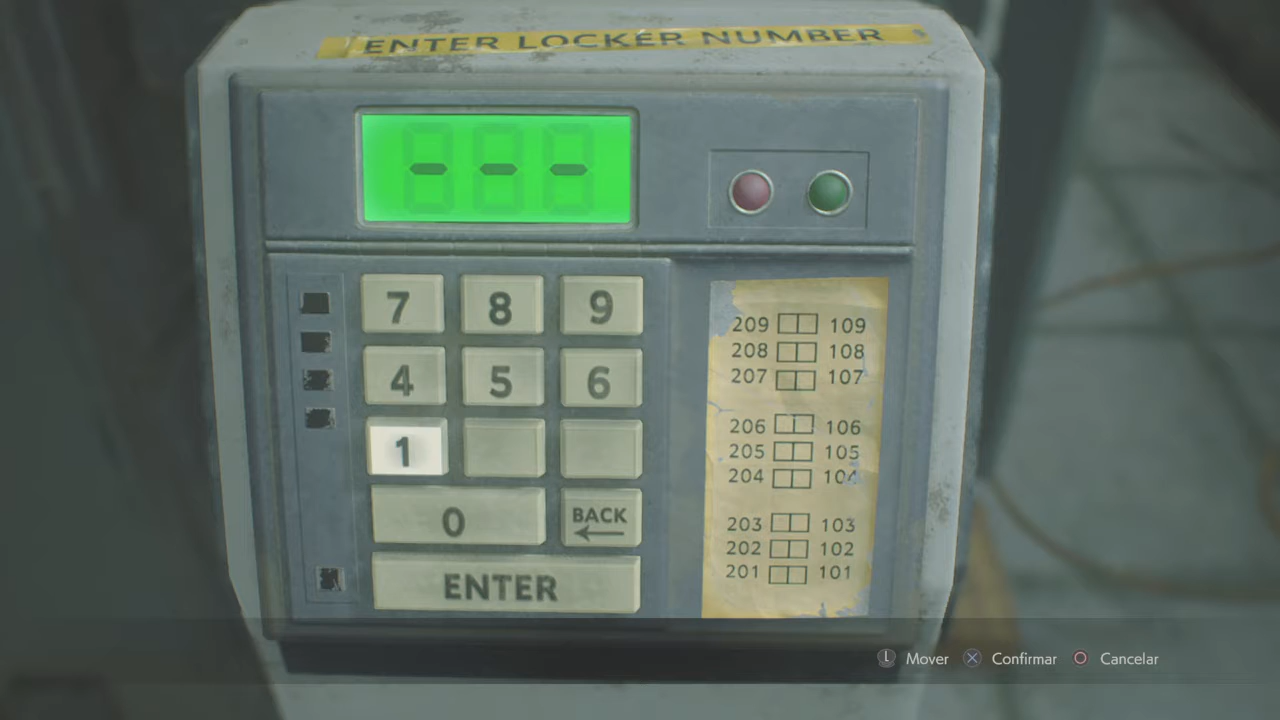 ENTER LOCKER NUMBER
- - -
7 8 9
4 5 6
1
0 BACK
ENTER
209 109
208 108
207 107
206 106
205 105
204 104
203 103
202 102
201 101
L Mover Confirmar Cancelar